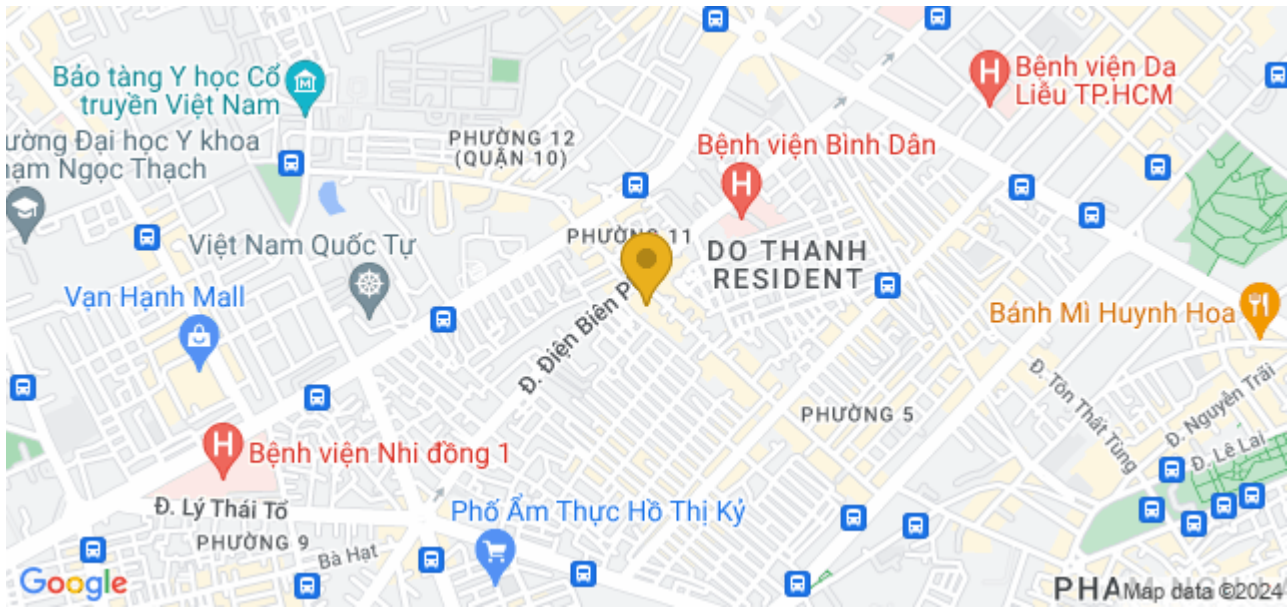 Bảo tàng Y học Cổ
truyền Việt Nam
ường Đại học Y khoa
ạm Ngọc Thạch
PHƯỜNG 12
(QUẬN 10)
Bệnh viện Da
Liễu TP.HCM
Bệnh viện Bình Dân
Việt Nam Quốc Tự
PHƯỜNG 11
DO THANH
RESIDENT
Vạn Hạnh Mall
Đ. Điện Biên P
Bánh Mì Huynh Hoa
Đ. Tôn Thất Tùng
Đ. Nguyễn Trãi
Đ. Lê Lai
PHƯỜNG 5
Bệnh viện Nhi đồng 1
Đ. Lý Thái Tổ
PHƯỜNG 9
Bà Hạt
Phố Ẩm Thực Hồ Thị Kỷ
Google
PHẠ
Map data ©2024